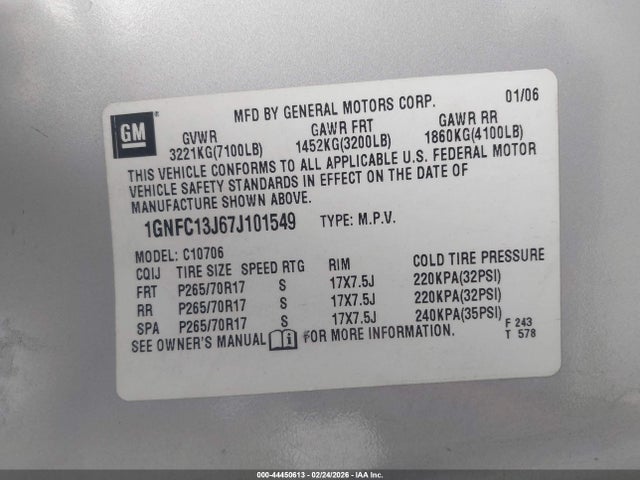 MFD BY GENERAL MOTORS CORP. 01/06
GM
GVWR GAWR FRT GAWR RR
3221KG(7100LB) 1452KG(3200LB) 1860KG(4100LB)
THIS VEHICLE CONFORMS TO ALL APPLICABLE U.S. FEDERAL MOTOR
VEHICLE SAFETY STANDARDS IN EFFECT ON THE DATE OF
MANUFACTURE SHOWN ABOVE.
1GNFC13J67J101549 TYPE: M.P.V.
MODEL: C10706
CQIJ TIRE SIZE SPEED RTG RIM COLD TIRE PRESSURE
FRT P265/70R17 S 17X7.5J 220KPA(32PSI)
RR P265/70R17 S 17X7.5J 220KPA(32PSI)
SPA P265/70R17 S 17X7.5J 240KPA(35PSI)
SEE OWNER'S MANUAL FOR MORE INFORMATION.
F 243
T 578
000-44450613 - 02/24/2026 - IAA Inc.